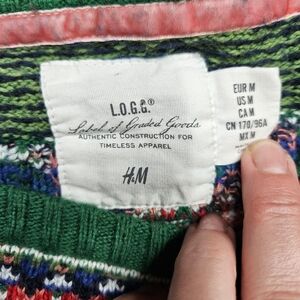 L.O.G.G.®
Label of Graded Goods
AUTHENTIC CONSTRUCTION FOR
TIMELESS APPAREL
H&M
EUR M
US M
CA M
CN 170/96A
MX M